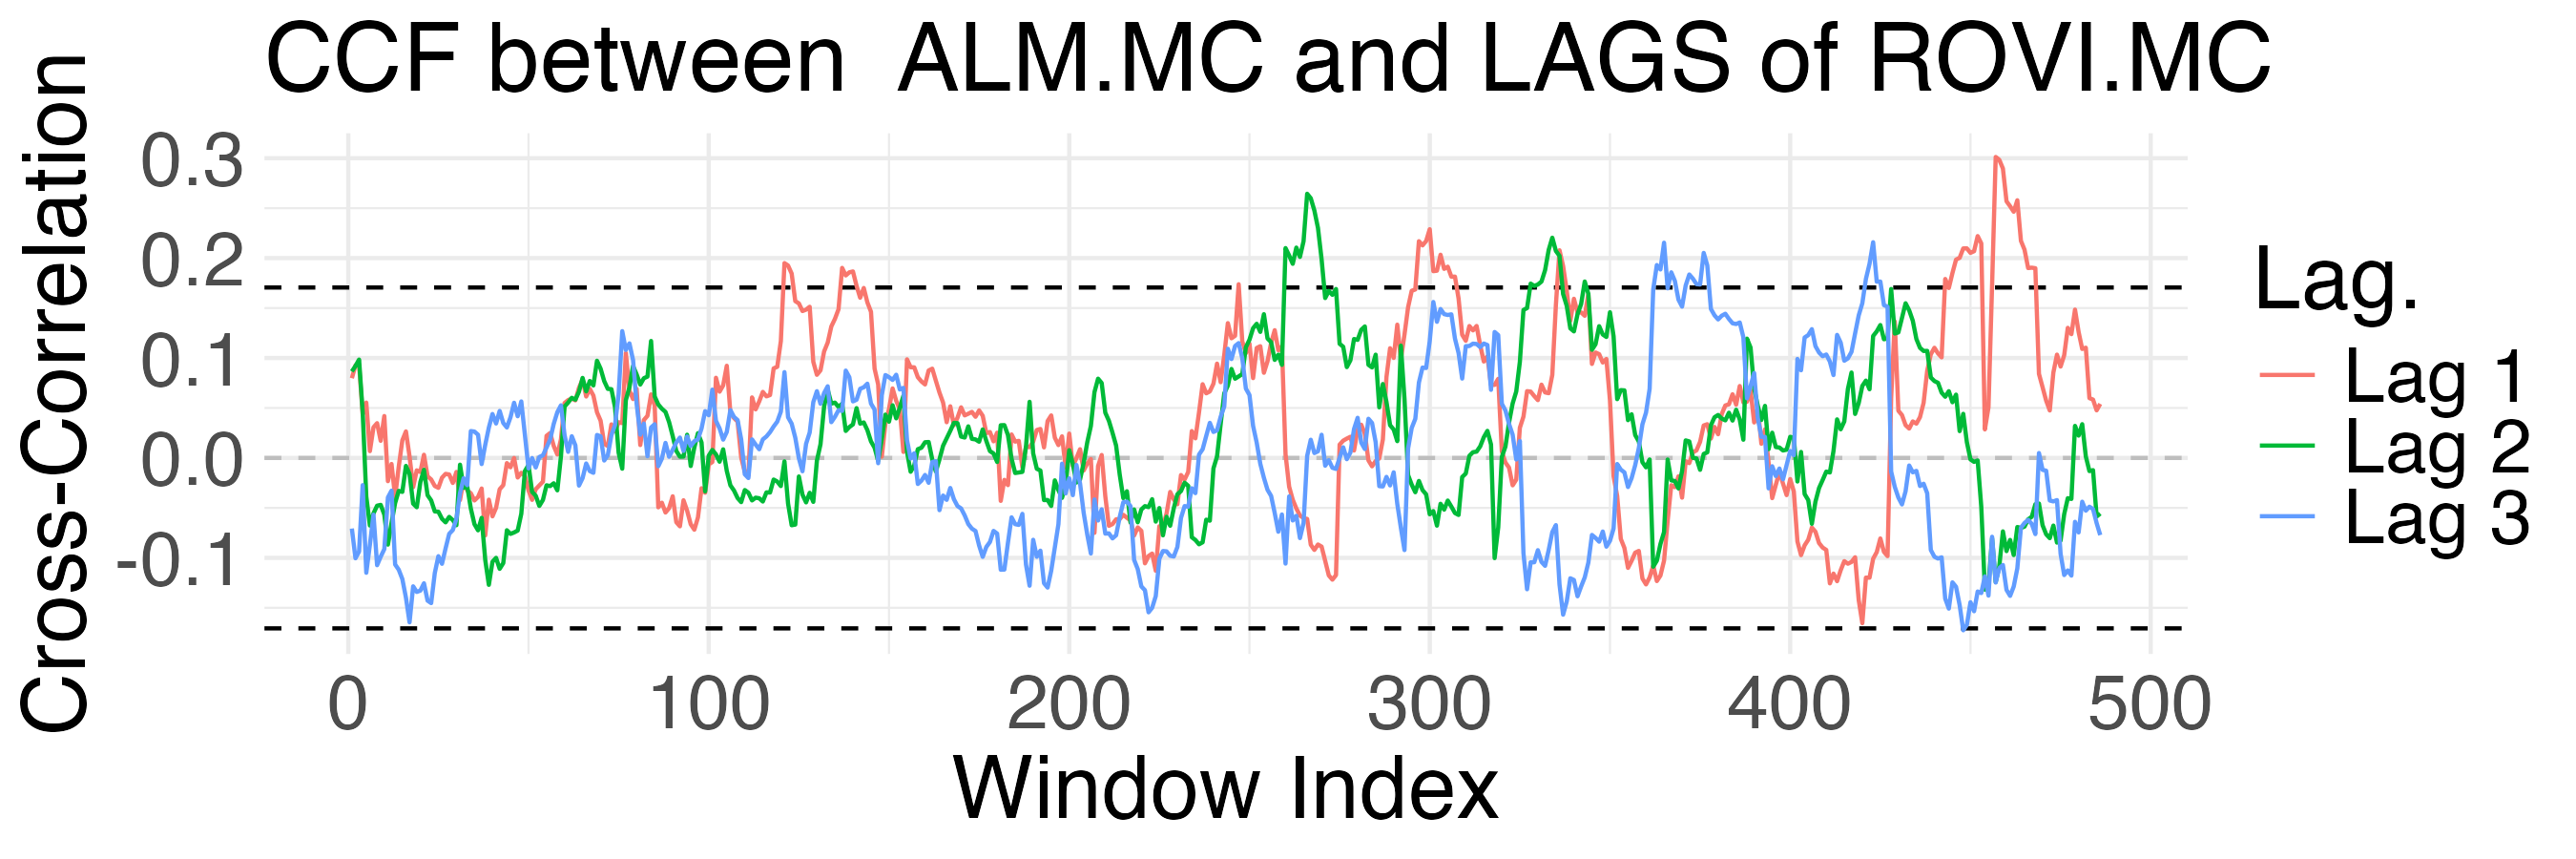 CCF between  ALM.MC and LAGS of ROVI.MC
Cross-Correlation
0.3
0.2
0.1
0.0
-0.1
0 100 200 300 400 500
Window Index
Lag.
Lag 1
Lag 2
Lag 3